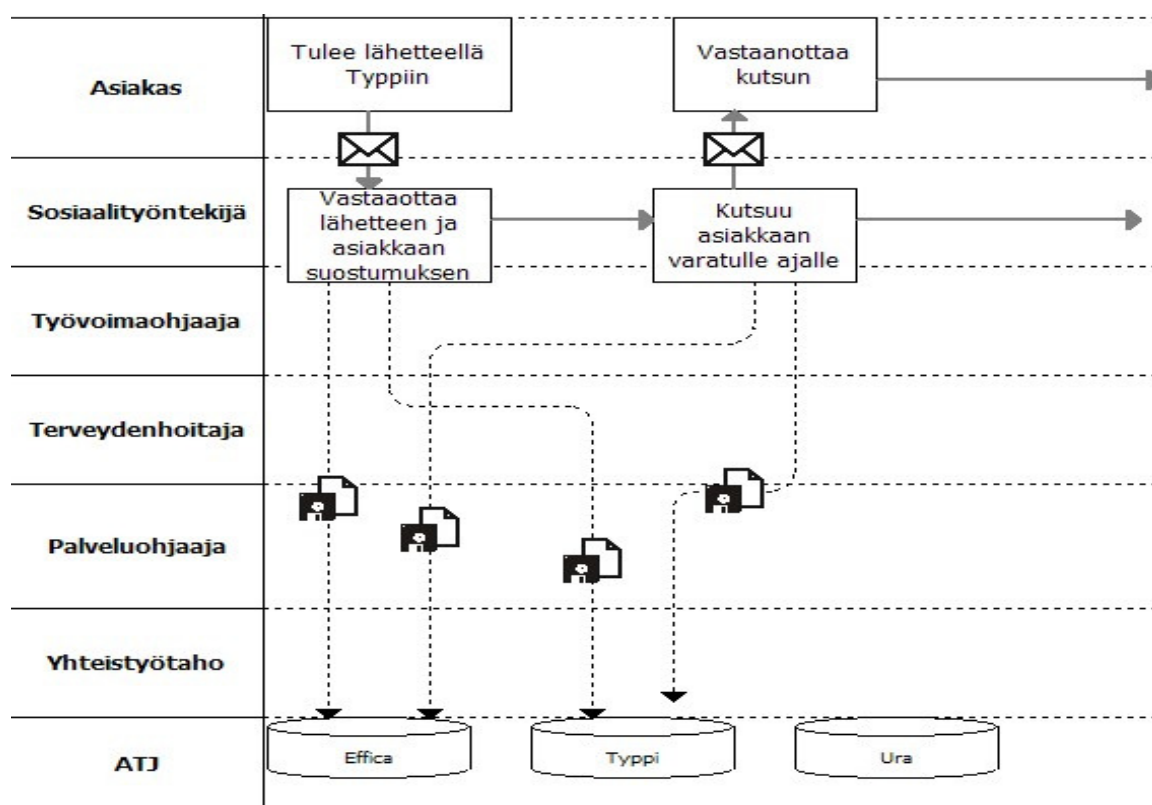 Tulee lähetteellä
Typpiin
Vastaanottaa
kutsun
Asiakas
Sosiaalityöntekijä
Vastaaottaa
lähetteen ja
asiakkaan
suostumuksen
Kutsuu
asiakkaan
varatulle ajalle
Työvoimaohjaaja
Terveydenhoitaja
Palveluohjaaja
Yhteistyötaho
ATJ
Effica
Typpi
Ura